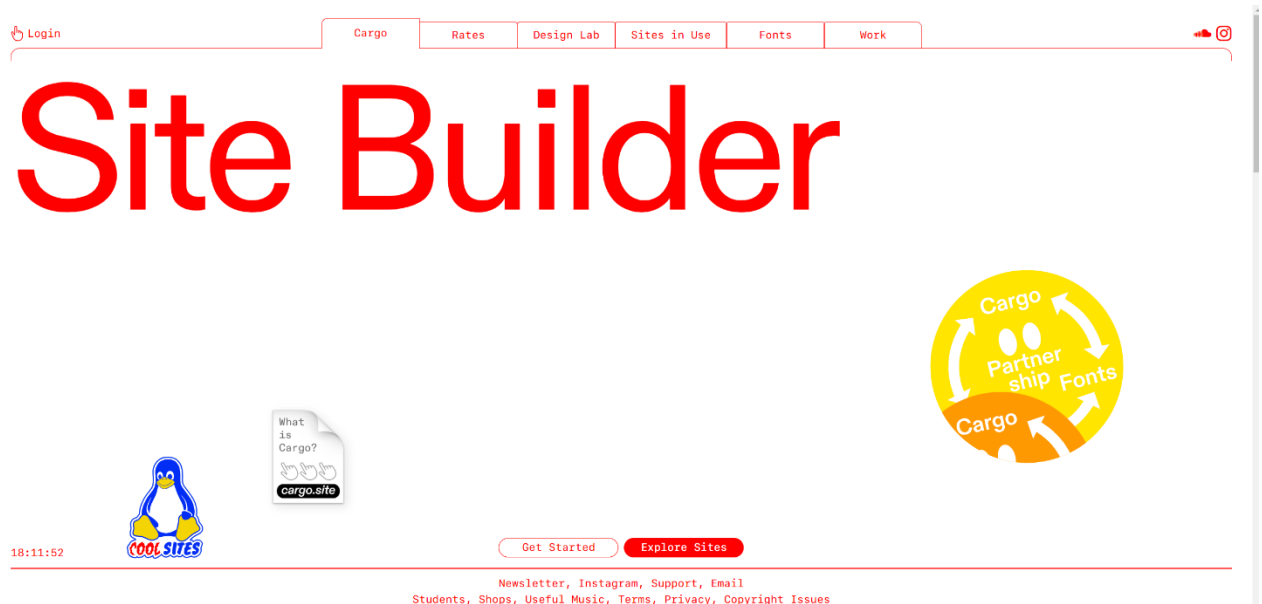 Login
Cargo
Rates
Design Lab
Sites in Use
Fonts
Work
Site Builder
Cargo
Partner
ship
Fonts
Cargo
What
is
Cargo?
cargo.site
COOL SITES
18:11:52
Get Started
Explore Sites
Newsletter, Instagram, Support, Email
Students, Shops, Useful Music, Terms, Privacy, Copyright Issues